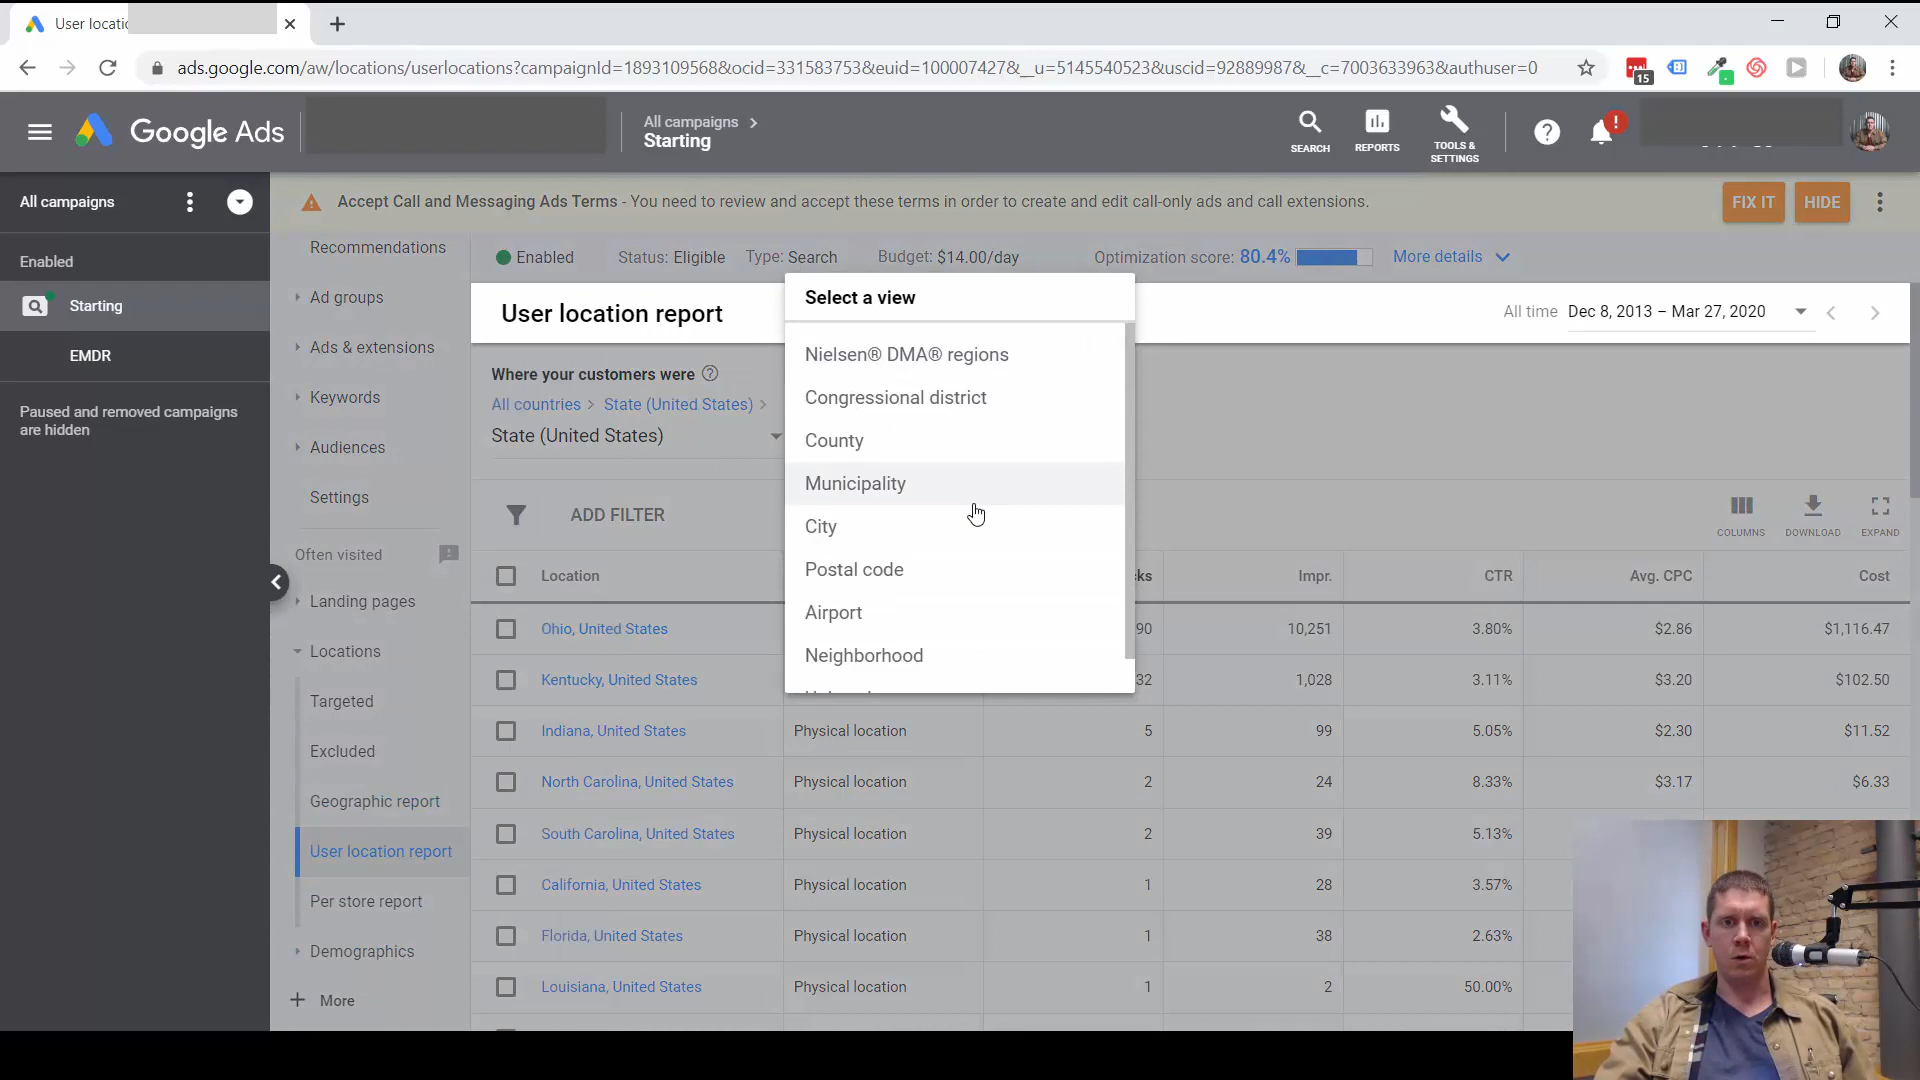 User locatic
ads.google.com/aw/locations/userlocations?campaignId=1893109568&ocid=331583753&euid=100007427&__u=5145540523&uscid=92889987&__c=7003633963&authuser=0
15
Google Ads
All campaigns
Starting
SEARCH
REPORTS
TOOLS &
SETTINGS
!
All campaigns
Accept Call and Messaging Ads Terms - You need to review and accept these terms in order to create and edit call-only ads and call extensions.
FIX IT
HIDE
Enabled
Starting
EMDR
Paused and removed campaigns
are hidden
Recommendations
Ad groups
Ads & extensions
Keywords
Audiences
Settings
Often visited
Landing pages
Locations
Targeted
Excluded
Geographic report
User location report
Per store report
Demographics
More
Enabled Status: Eligible Type: Search Budget: $14.00/day Optimization score: 80.4% More details
User location report
All time Dec 8, 2013 – Mar 27, 2020
Where your customers were
All countries > State (United States) >
State (United States)
Select a view
Nielsen® DMA® regions
Congressional district
County
Municipality
City
Postal code
Airport
Neighborhood
ADD FILTER
COLUMNS
DOWNLOAD
EXPAND
Location ks Impr. CTR Avg. CPC Cost
Ohio, United States 90 10,251 3.80% $2.86 $1,116.47
Kentucky, United States 32 1,028 3.11% $3.20 $102.50
Indiana, United States Physical location 5 99 5.05% $2.30 $11.52
North Carolina, United States Physical location 2 24 8.33% $3.17 $6.33
South Carolina, United States Physical location 2 39 5.13%
California, United States Physical location 1 28 3.57%
Florida, United States Physical location 1 38 2.63%
Louisiana, United States Physical location 1 2 50.00%